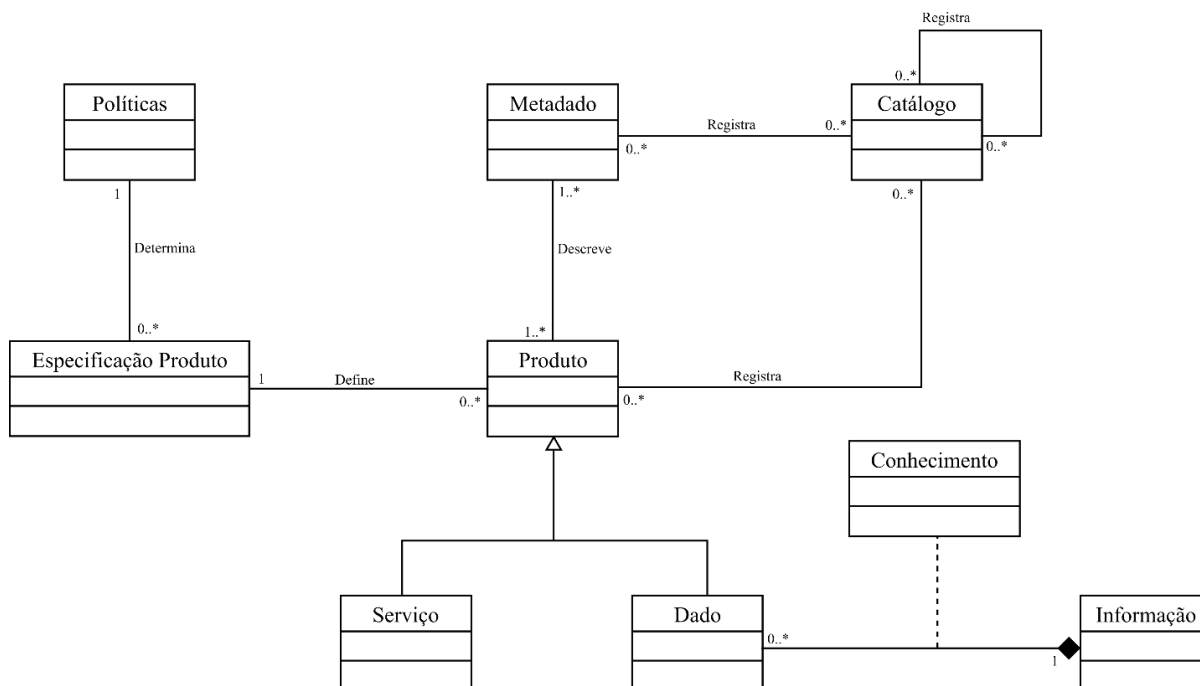 Registra
0..*
Políticas
Metadado
Catálogo
Registra
0..*
0..*
0..*
1
1..*
0..*
Determina
Descreve
0..*
1..*
Especificação Produto
Produto
1
Define
0..*
0..*
Registra
Conhecimento
Serviço
Dado
Informação
0..*
1